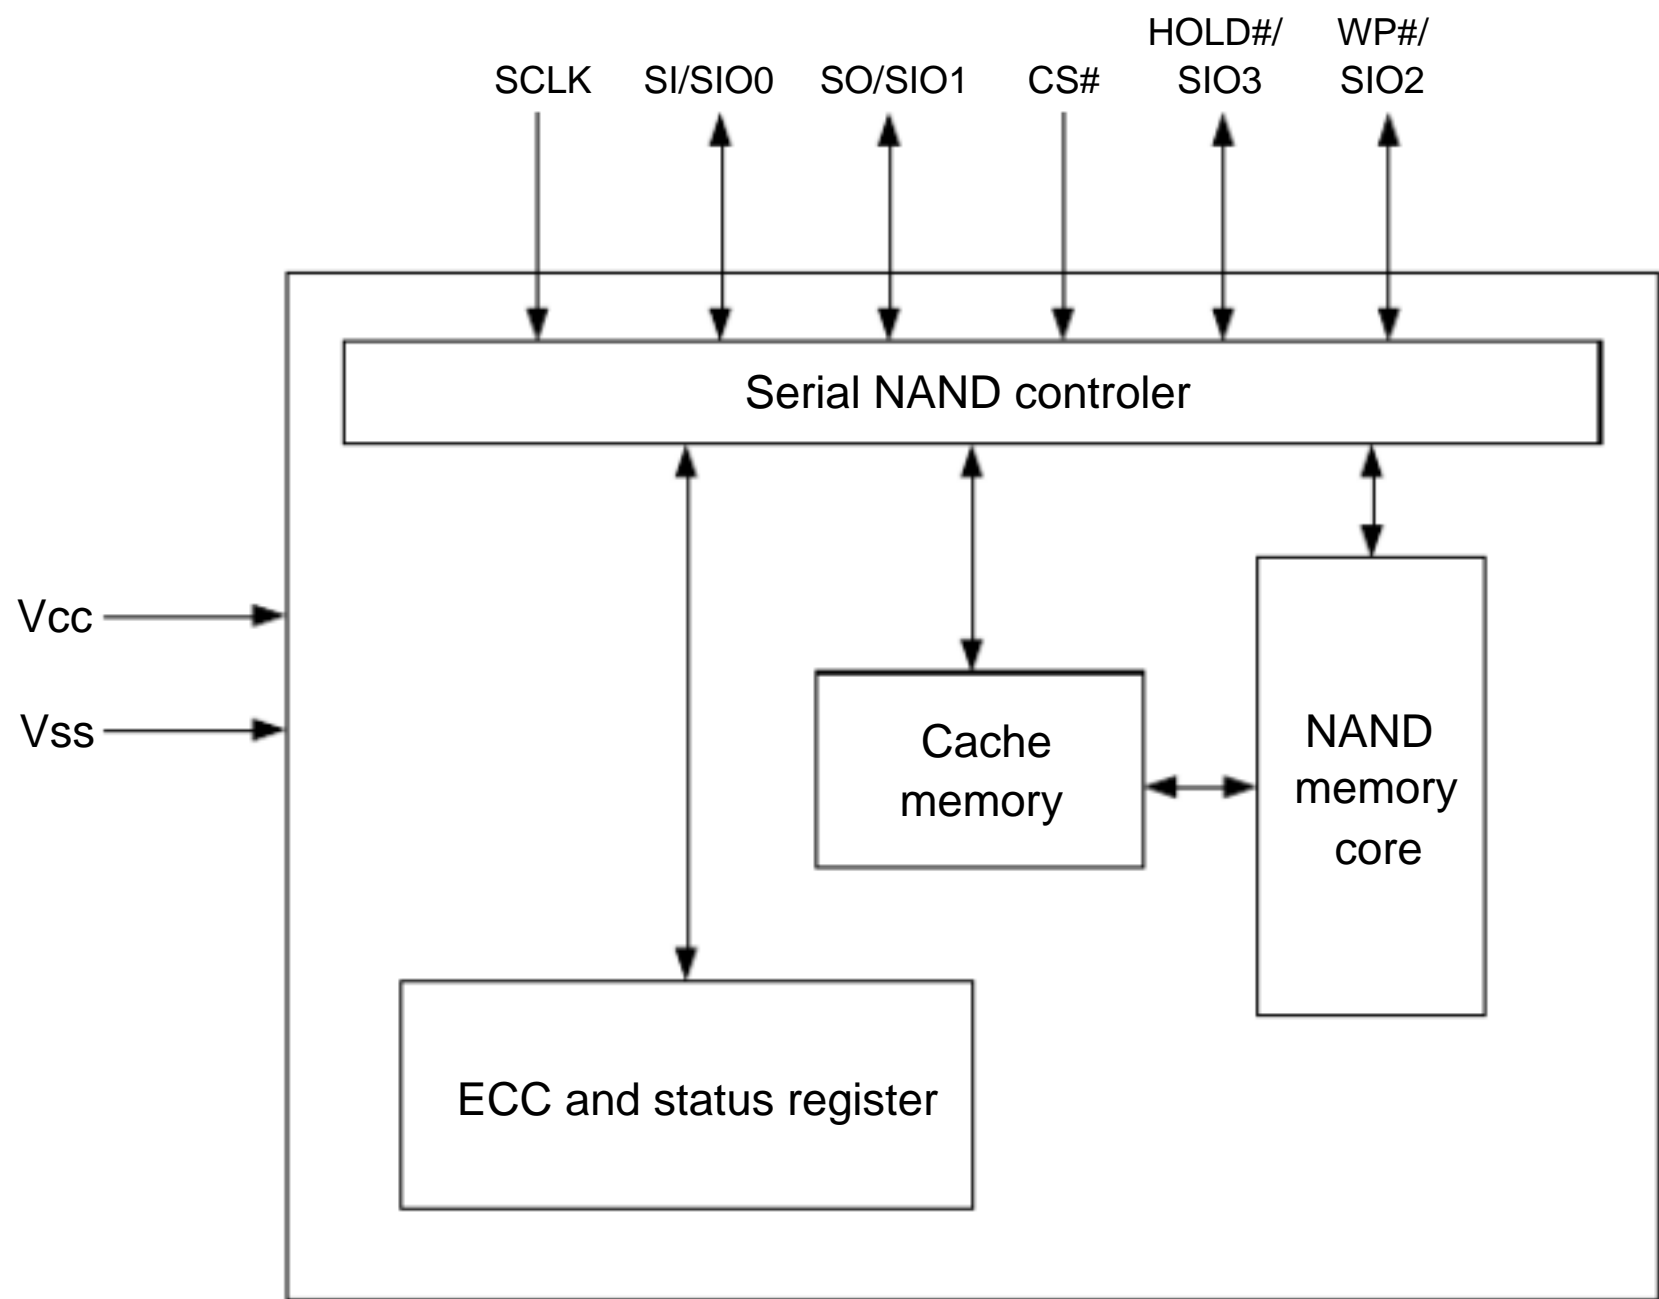 HOLD#/ WP#/
SCLK SI/SIO0 SO/SIO1 CS# SIO3 SIO2
Serial NAND controler
Vcc
Vss
Cache
memory
NAND
memory
core
ECC and status register